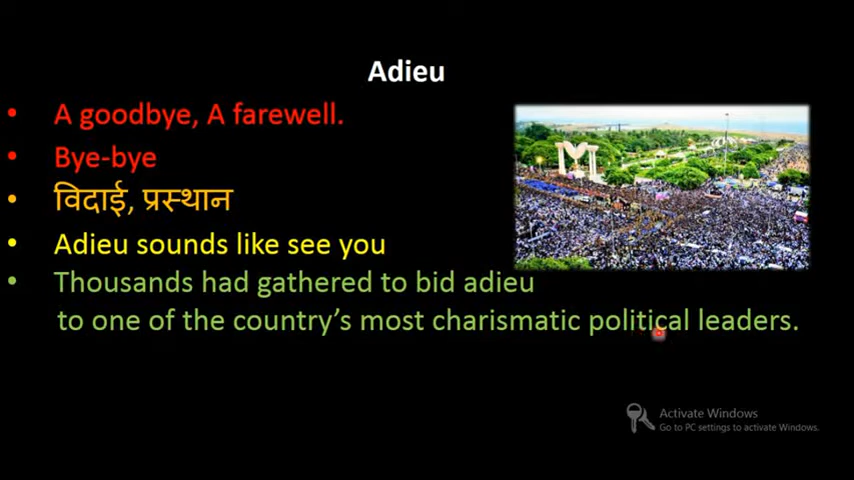 Adieu
• A goodbye, A farewell.
• Bye-bye
• विदाई, प्रस्थान
• Adieu sounds like see you
• Thousands had gathered to bid adieu
to one of the country’s most charismatic political leaders.
Activate Windows
Go to PC settings to activate Windows.